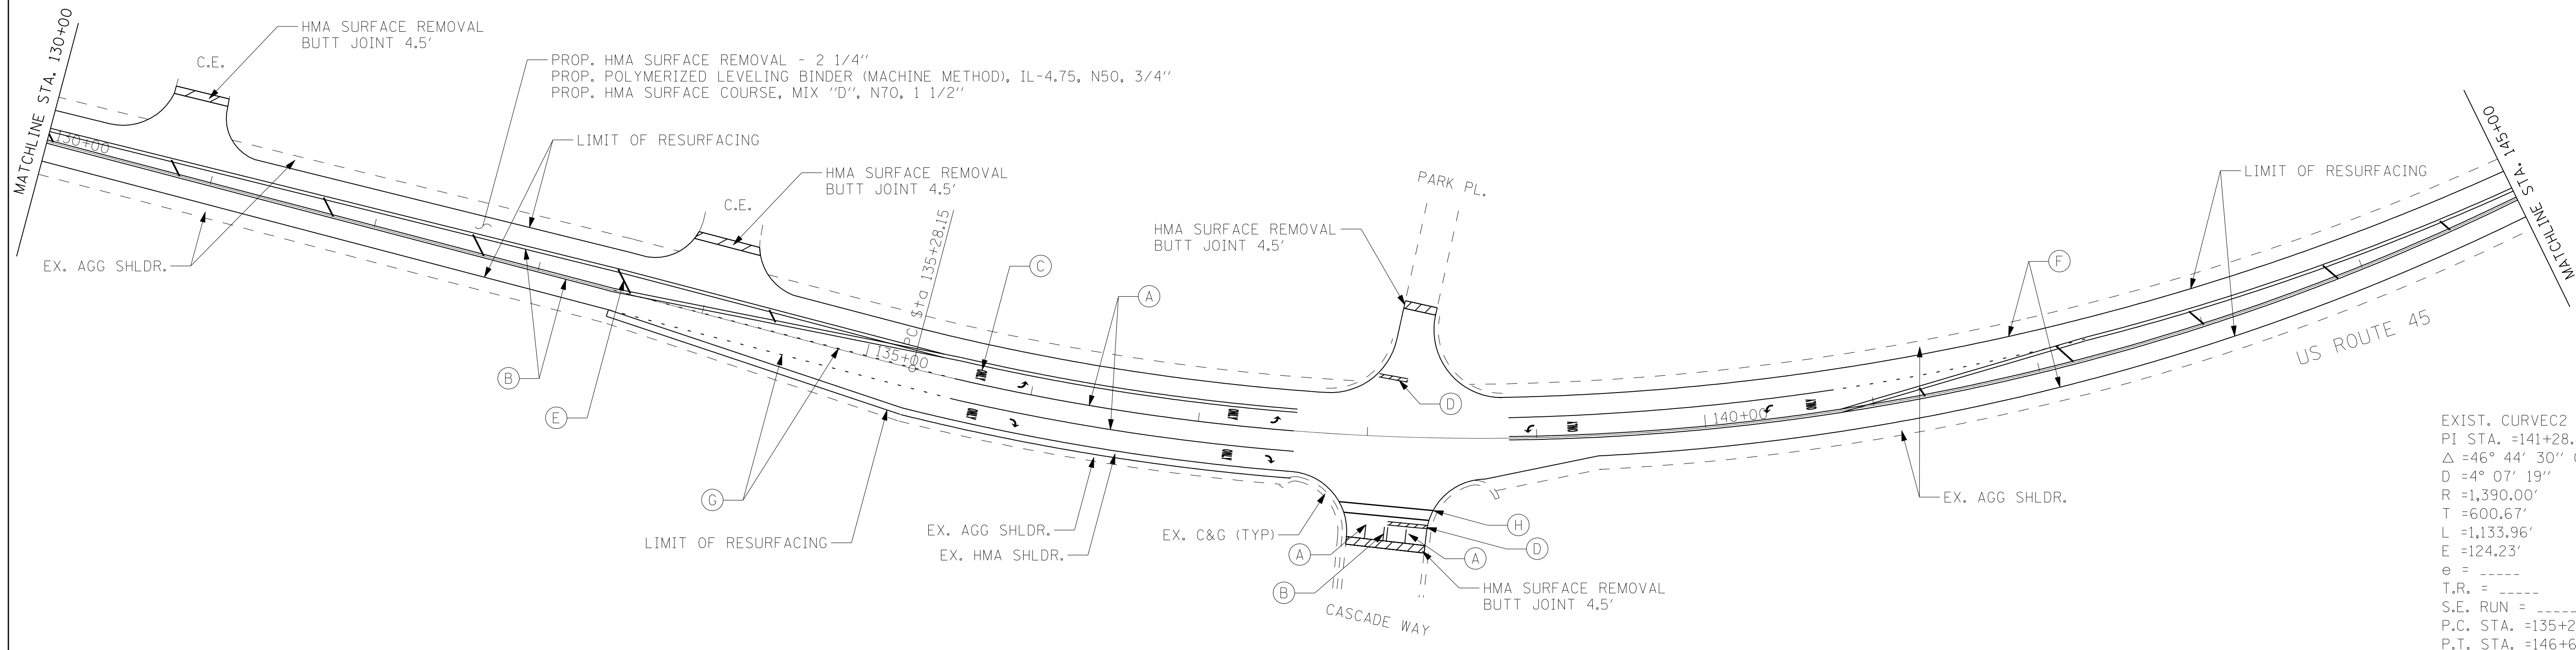 MATCHLINE STA. 130+00
HMA SURFACE REMOVAL
BUTT JOINT 4.5'
C.E.
PROP. HMA SURFACE REMOVAL - 2 1/4"
PROP. POLYMERIZED LEVELING BINDER (MACHINE METHOD), IL-4.75, N50, 3/4"
PROP. HMA SURFACE COURSE, MIX "D", N70, 1 1/2"
130+00
LIMIT OF RESURFACING
HMA SURFACE REMOVAL
BUTT JOINT 4.5'
C.E.
EX. AGG SHLDR.
PC Sta 135+28.15
135+00
C
A
B
E
G
LIMIT OF RESURFACING
EX. AGG SHLDR.
EX. HMA SHLDR.
PARK PL.
HMA SURFACE REMOVAL
BUTT JOINT 4.5'
D
EX. C&G (TYP)
A
B
H
D
A
HMA SURFACE REMOVAL
BUTT JOINT 4.5'
CASCADE WAY
140+00
F
EX. AGG SHLDR.
LIMIT OF RESURFACING
US ROUTE 45
MATCHLINE STA. 145+00
EXIST. CURVEC2
PI STA. =141+28.
Δ =46° 44' 30"
D =4° 07' 19"
R =1,390.00'
T =600.67'
L =1,133.96'
E =124.23'
e = _____
T.R. = _____
S.E. RUN = _____
P.C. STA. =135+2
P.T. STA. =146+6